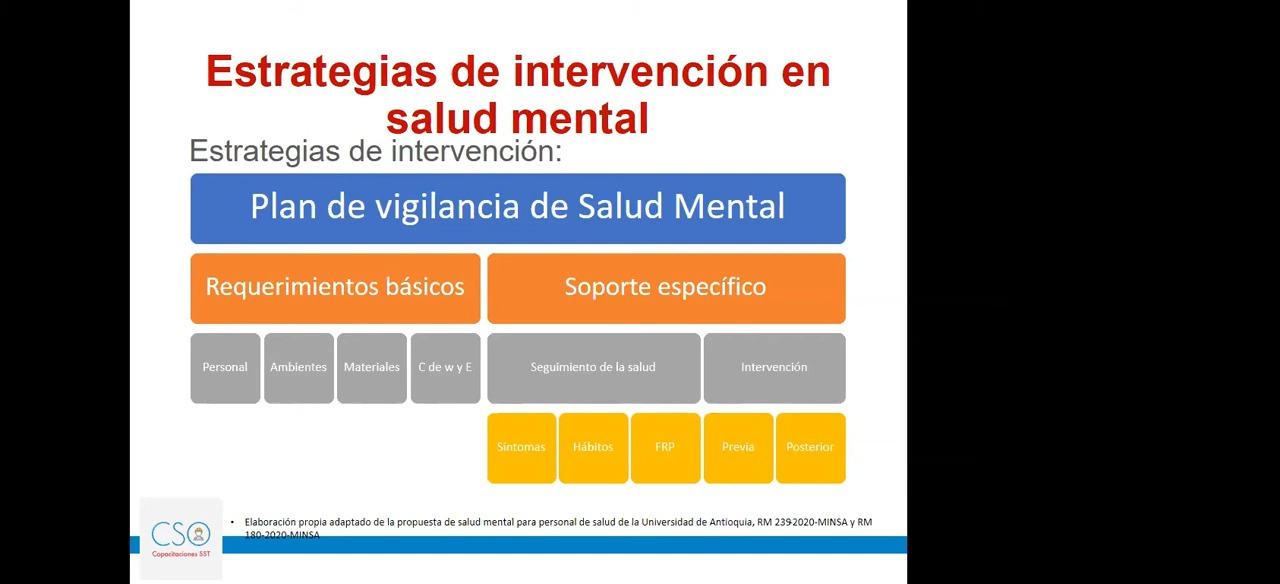 Estrategias de intervención en
salud mental
Estrategias de intervención:
Plan de vigilancia de Salud Mental
Requerimientos básicos
Soporte específico
Personal
Ambientes
Materiales
C de w y E
Seguimiento de la salud
Intervención
Síntomas
Hábitos
FRP
Previa
Posterior
• Elaboración propia adaptado de la propuesta de salud mental para personal de salud de la Universidad de Antioquia, RM 239-2020-MINSA y RM
180-2020-MINSA
CSO
Capacitaciones SST